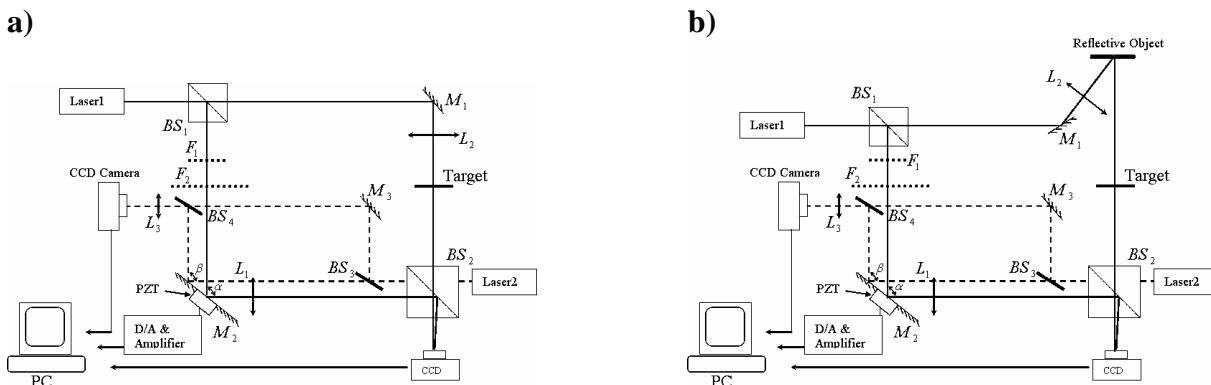 a)
Laser1
BS₁
M₁
L₂
F₁
F₂
CCD Camera
Target
M₃
L₃
BS₄
β
L₁
BS₃
BS₂
Laser2
PZT
α
M₂
D/A &
Amplifier
PC
CCD
b)
Reflective Object
L₂
BS₁
Laser1
M₁
F₁
F₂
CCD Camera
Target
M₃
L₃
BS₄
β
L₁
BS₃
BS₂
Laser2
PZT
α
M₂
D/A &
Amplifier
PC
CCD